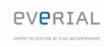 everial
EXPERT EN GESTION DE FLUX DOCUMENTAIRES